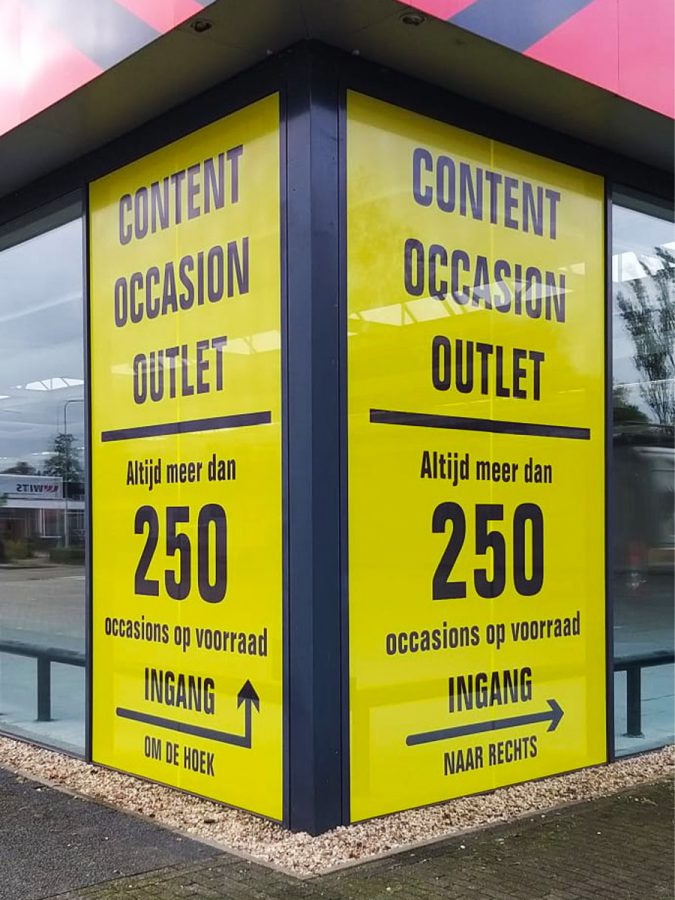 CONTENT
OCCASION
OUTLET
Altijd meer dan
250
occasions op voorraad
INGANG
OM DE HOEK
CONTENT
OCCASION
OUTLET
Altijd meer dan
250
occasions op voorraad
INGANG
NAAR RECHTS
WITS